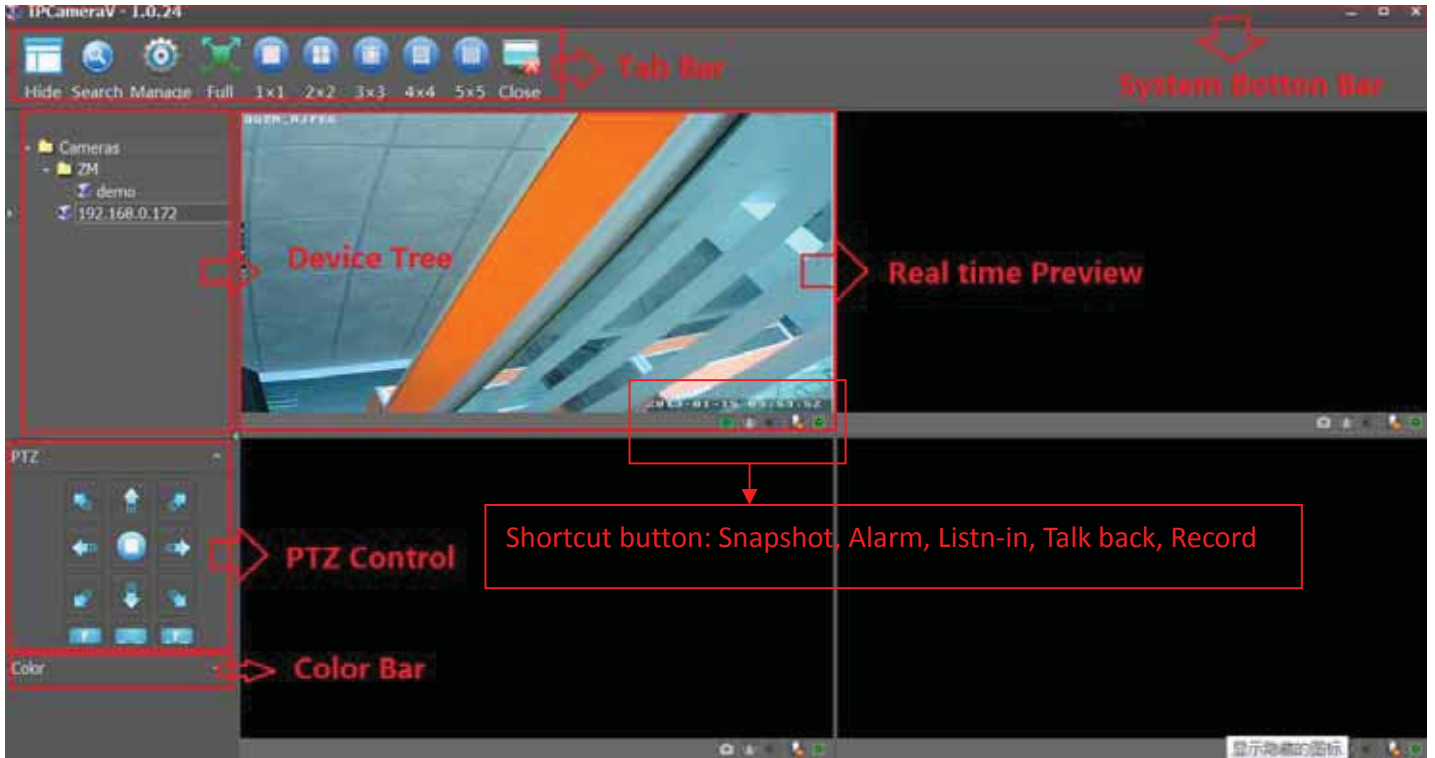 IPCameraV - 1.0.24
Hide Search Manage Full 1×1 2×2 3×3 4×4 5×5 Close
Tab Bar
System Botton Bar
Cameras
ZM
demo
192.168.0.172
Device Tree
Real time Preview
PTZ
Shortcut button: Snapshot, Alarm, Listn-in, Talk back, Record
PTZ Control
Color
Color Bar
显示隐藏的图标